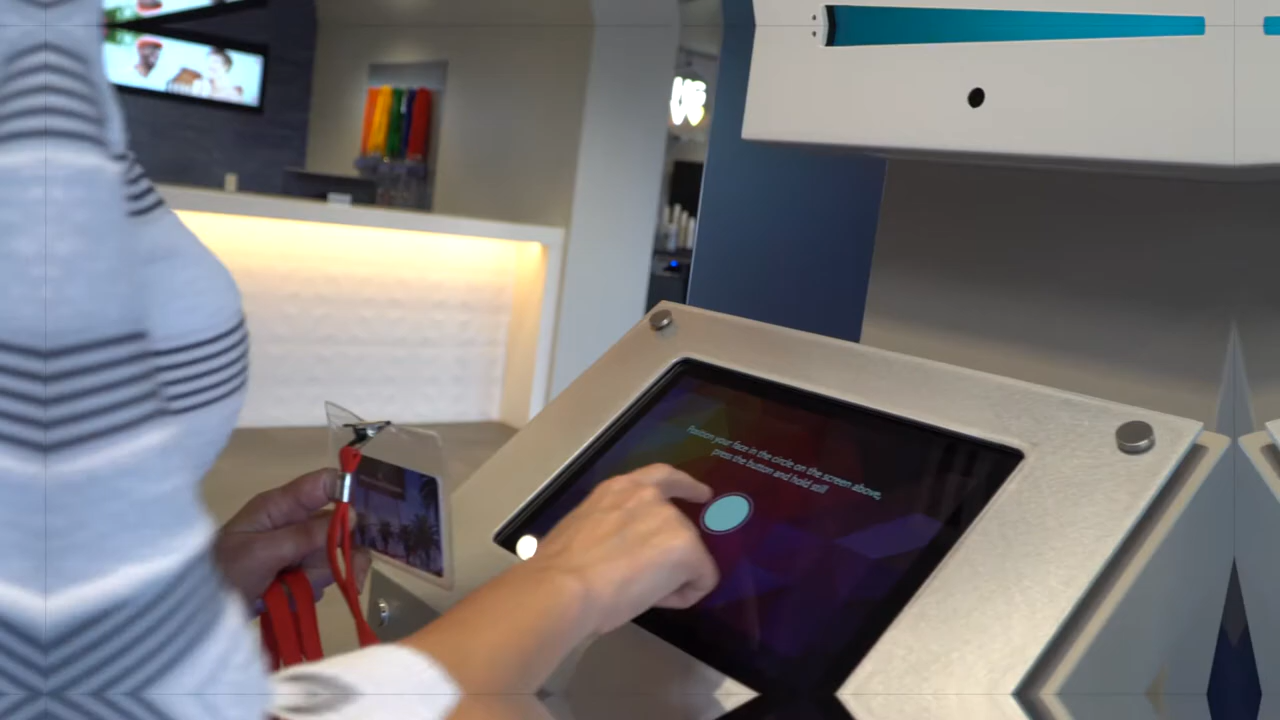 Position your face in the circle on the screen above,
press the button and hold still!